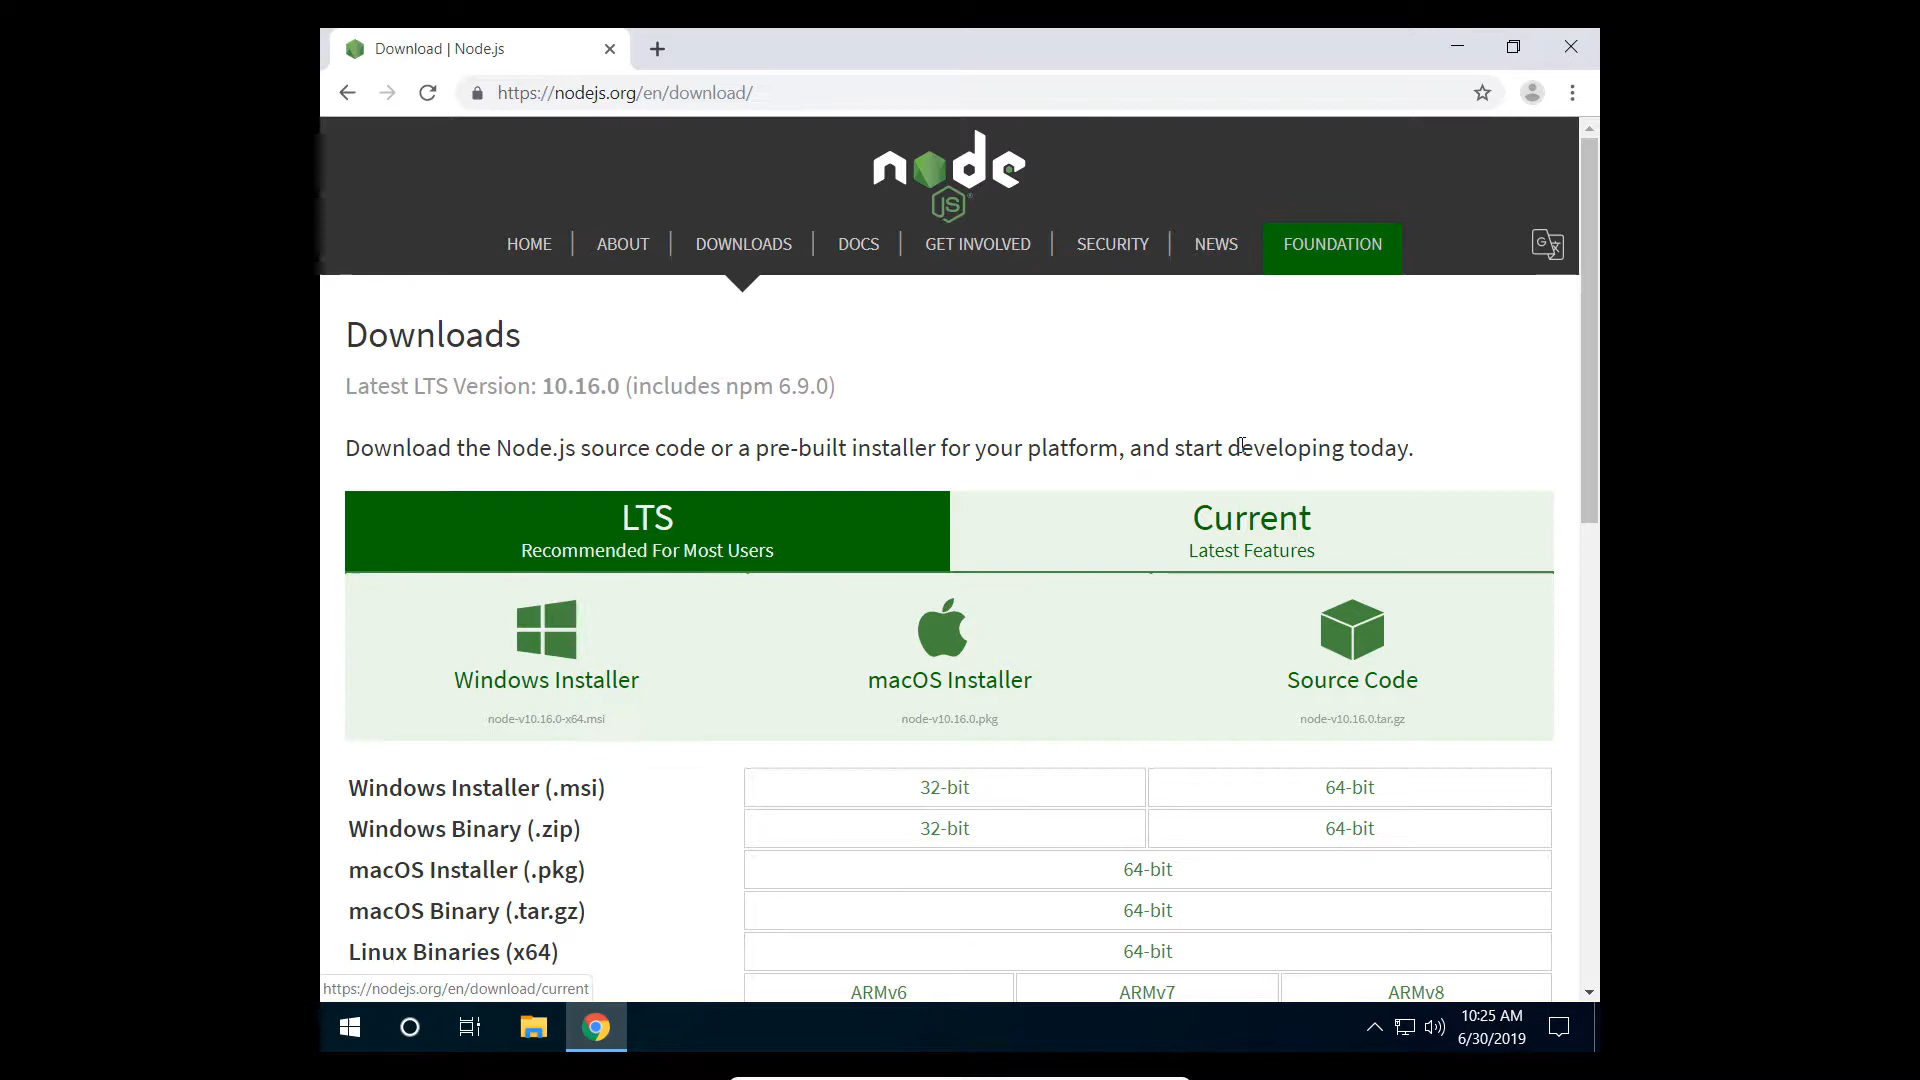 Download | Node.js
https://nodejs.org/en/download/
node
JS
HOME ABOUT DOWNLOADS DOCS GET INVOLVED SECURITY NEWS FOUNDATION
Downloads
Latest LTS Version: 10.16.0 (includes npm 6.9.0)
Download the Node.js source code or a pre-built installer for your platform, and start developing today.
LTS
Recommended For Most Users
Current
Latest Features
Windows Installer
node-v10.16.0-x64.msi
macOS Installer
node-v10.16.0.pkg
Source Code
node-v10.16.0.tar.gz
Windows Installer (.msi) 32-bit 64-bit
Windows Binary (.zip) 32-bit 64-bit
macOS Installer (.pkg) 64-bit
macOS Binary (.tar.gz) 64-bit
Linux Binaries (x64) 64-bit
ARMv6 ARMv7 ARMv8
https://nodejs.org/en/download/current
10:25 AM
6/30/2019